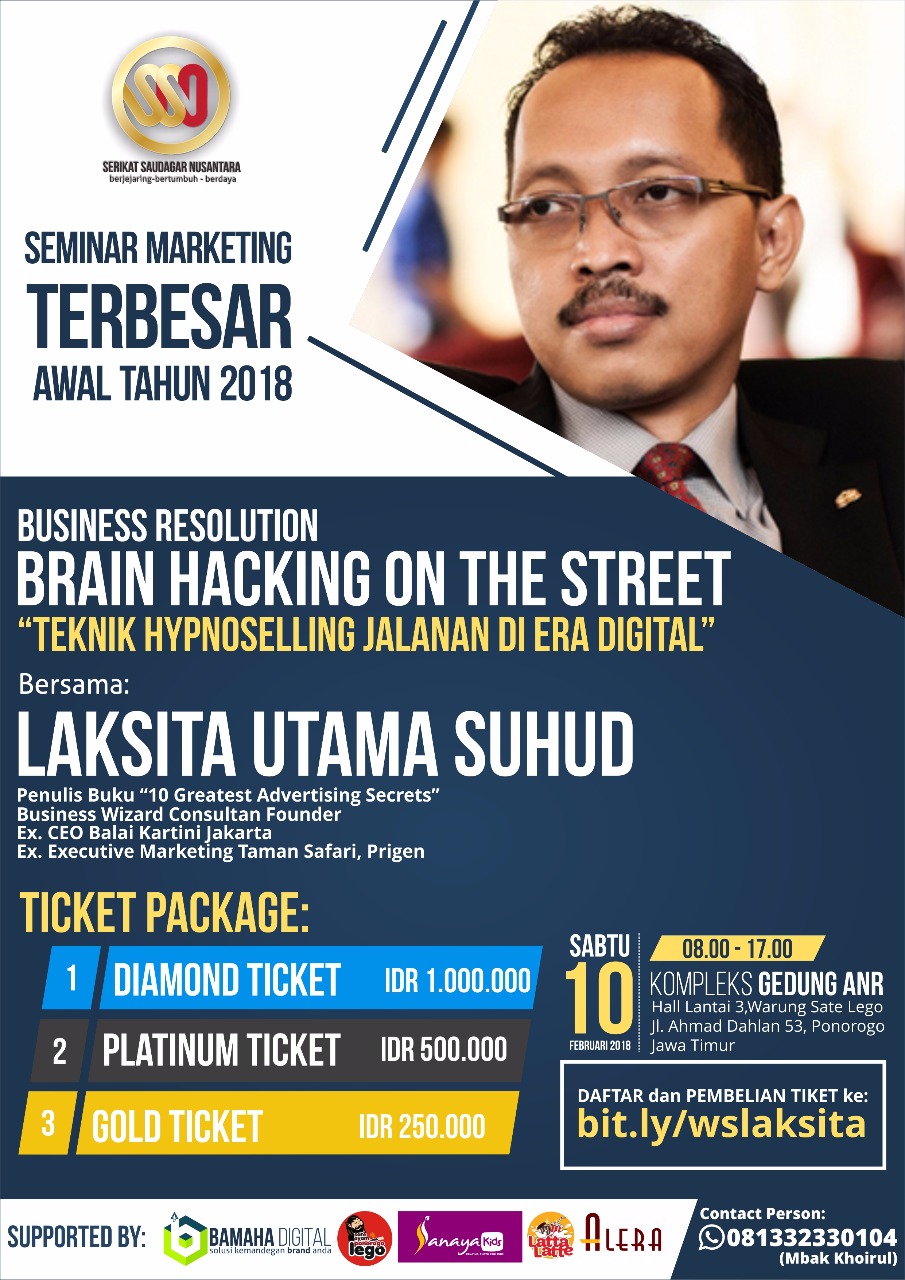 SERIKAT SAUDAGAR NUSANTARA
berjejaring-bertumbuh - berdaya
SEMINAR MARKETING
TERBESAR
AWAL TAHUN 2018
BUSINESS RESOLUTION
BRAIN HACKING ON THE STREET
“TEKNIK HYPNOSELLING JALANAN DI ERA DIGITAL”
Bersama:
LAKSITA UTAMA SUHUD
Penulis Buku “10 Greatest Advertising Secrets”
Business Wizard Consultan Founder
Ex. CEO Balai Kartini Jakarta
Ex. Executive Marketing Taman Safari, Prigen
TICKET PACKAGE:
1 DIAMOND TICKET IDR 1.000.000
2 PLATINUM TICKET IDR 500.000
3 GOLD TICKET IDR 250.000
SABTU
10
FEBRUARI 2018
08.00 - 17.00
KOMPLEKS GEDUNG ANR
Hall Lantai 3,Warung Sate Lego
Jl. Ahmad Dahlan 53, Ponorogo
Jawa Timur
DAFTAR dan PEMBELIAN TIKET ke:
bit.ly/wslaksita
SUPPORTED BY:
BAMAHA DIGITAL
solusi kemandegan brand anda
lego
Sanaya Kids
Latta Latte
ALERA
Contact Person:
081332330104
(Mbak Khoirul)